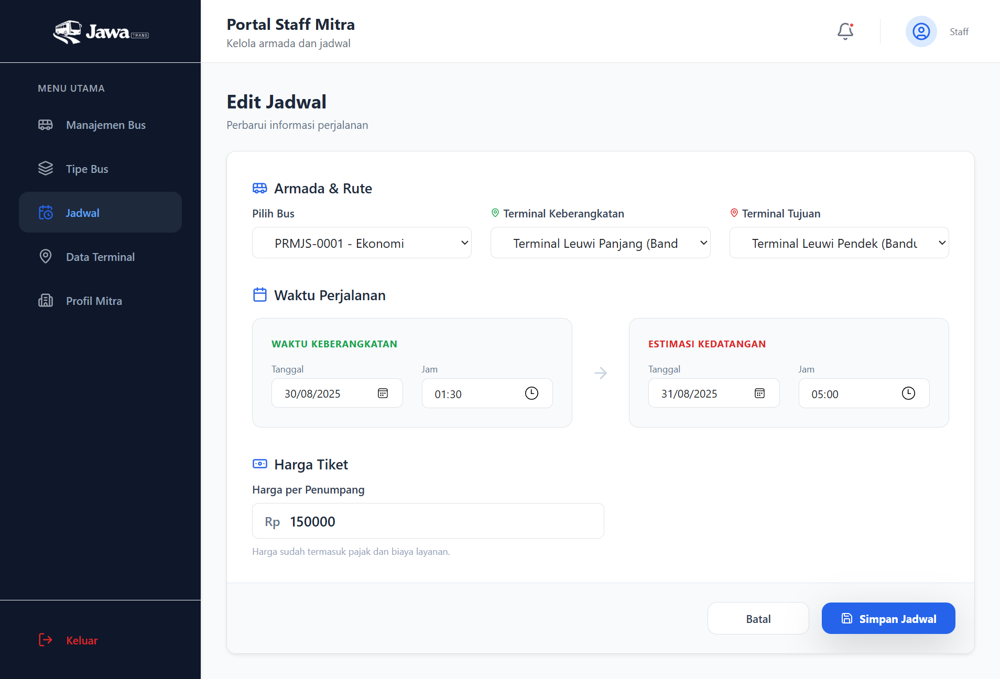 Jawa TRANS
MENU UTAMA
Manajemen Bus
Tipe Bus
Jadwal
Data Terminal
Profil Mitra
Keluar
Portal Staff Mitra
Kelola armada dan jadwal
Staff
Edit Jadwal
Perbarui informasi perjalanan
Armada & Rute
Pilih Bus
PRMJS-0001 - Ekonomi
Terminal Keberangkatan
Terminal Leuwi Panjang (Band
Terminal Tujuan
Terminal Leuwi Pendek (Bandu
Waktu Perjalanan
WAKTU KEBERANGKATAN
Tanggal
30/08/2025
Jam
01:30
ESTIMASI KEDATANGAN
Tanggal
31/08/2025
Jam
05:00
Harga Tiket
Harga per Penumpang
Rp 150000
Harga sudah termasuk pajak dan biaya layanan.
Batal
Simpan Jadwal